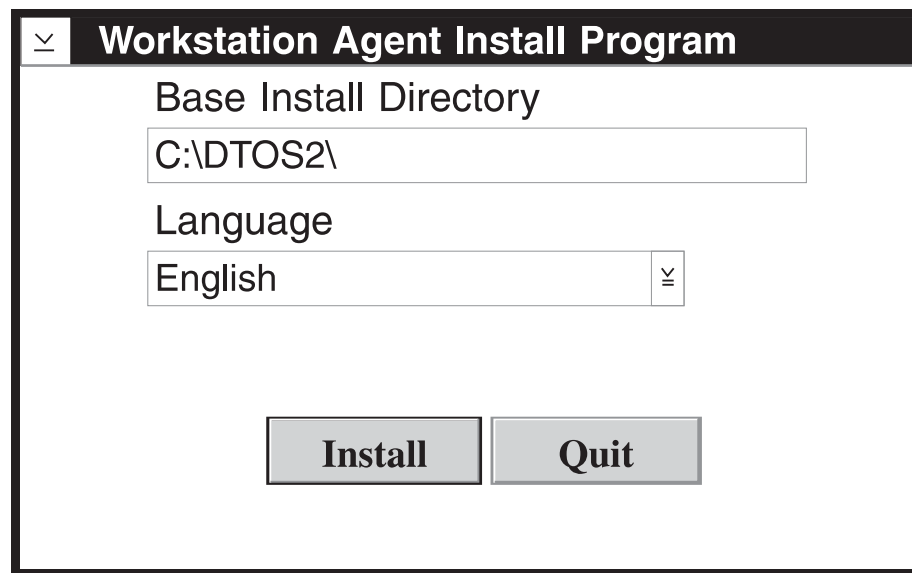 Workstation Agent Install Program
Base Install Directory
C:\DTOS2\
Language
English
Install Quit